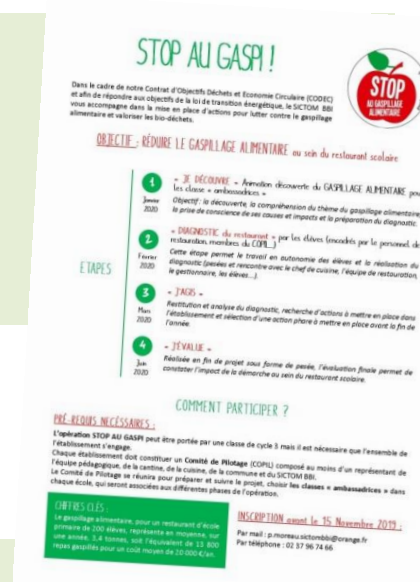 STOP AU GASPI !
STOP
AU GASPILLAGE
ALIMENTAIRE
Dans le cadre de notre Contrat d'Objectifs Déchets et Economie Circulaire (CODEC)
et afin de répondre aux objectifs de la loi de transition énergétique, le SICTOM BBI
vous accompagne dans la mise en place d'actions pour lutter contre le gaspillage
alimentaire et valoriser les bio-déchets.
OBJECTIF : RÉDUIRE LE GASPILLAGE ALIMENTAIRE au sein du restaurant scolaire
ETAPES
1
Janvier
2020
« JE DÉCOUVRE » Animation découverte du GASPILLAGE ALIMENTAIRE pour
les classe « ambassadrices »
Objectif : la découverte, la compréhension du thème du gaspillage alimentaire,
la prise de conscience de ses causes et impacts et la préparation du diagnostic.
2
Février
2020
« DIAGNOSTIC du restaurant » par les élèves (encadrés par le personnel de
restauration, membres du COPIL...)
Cette étape permet le travail en autonomie des élèves et la réalisation du
diagnostic (pesées et rencontre avec le chef de cuisine, l'équipe de restauration,
le gestionnaire, les élèves...).
3
Mars
2020
« J'AGIS »
Restitution et analyse du diagnostic, recherche d'actions à mettre en place dans
l'établissement et sélection d'une action phare à mettre en place avant la fin de
l'année.
4
Juin
2020
« J'ÉVALUE »
Réalisée en fin de projet sous forme de pesée, l'évaluation finale permet de
constater l'impact de la démarche au sein du restaurant scolaire.
COMMENT PARTICIPER ?
PRÉ-REQUIS NÉCESSAIRES :
L'opération STOP AU GASPI peut être portée par une classe de cycle 3 mais il est nécessaire que l'ensemble de
l'établissement s'engage.
Chaque établissement doit constituer un Comité de Pilotage (COPIL) composé au moins d'un représentant de
l'équipe pédagogique, de la cantine, de la cuisine, de la commune et du SICTOM BBI.
Le Comité de Pilotage se réunira pour préparer et suivre le projet, choisir les classes « ambassadrices » dans
chaque école, qui seront associées aux différentes phases de l'opération.
CHIFFRES CLÉS :
Le gaspillage alimentaire, pour un restaurant d'école
primaire de 200 élèves, représente en moyenne, sur
une année, 3,4 tonnes, soit l'équivalent de 13 800
repas gaspillés pour un coût moyen de 20 000 €/an.
INSCRIPTION avant le 15 Novembre 2019 :
Par mail : p.moreau.sictombbi@orange.fr
Par téléphone : 02 37 96 74 66